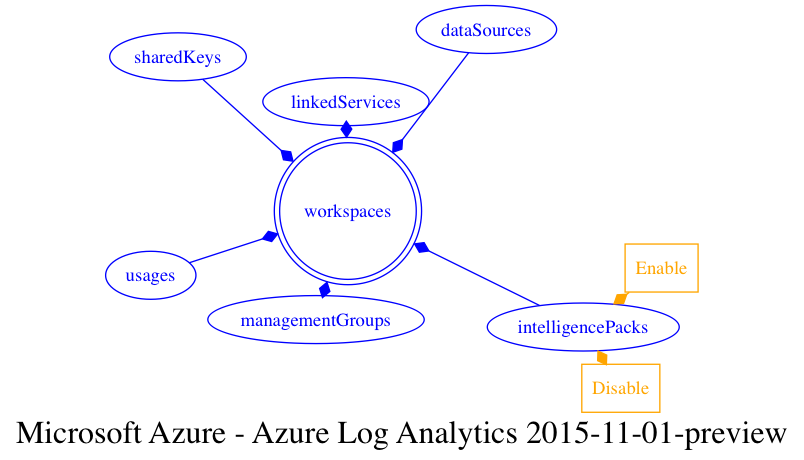 dataSources
sharedKeys
linkedServices
workspaces
Enable
usages
managementGroups
intelligencePacks
Disable
Microsoft Azure - Azure Log Analytics 2015-11-01-preview